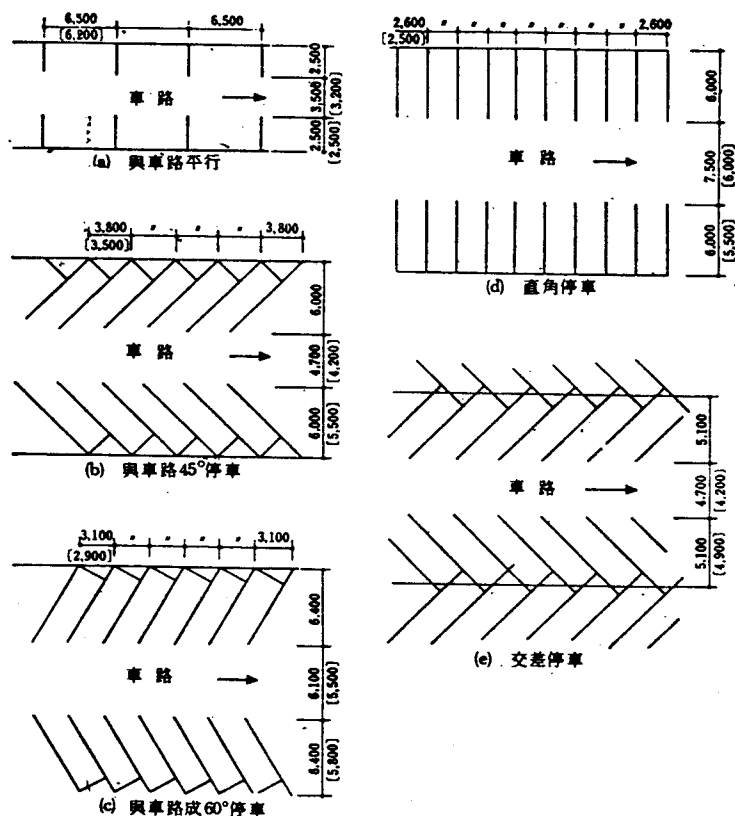 6,500 6,500
[6,200]
2,500
3,500
[3,200]
2,500
[2,500]
車路
(a) 與車路平行
3,800 〃 〃 〃 3,800
[3,500]
6,000
4,700
[4,200]
6,000
[5,500]
車路
(b) 與車路45°停車
3,100 〃 〃 〃 3,100
[2,900]
6,400
6,100
[5,500]
6,400
[5,800]
車路
(c) 與車路成60°停車
2,600 〃 〃 〃 〃 〃 〃 〃 2,600
[2,500]
6,000
7,500
[6,000]
6,000
[5,500]
車路
(d) 直角停車
5,100
4,700
[4,200]
5,100
[4,900]
車路
(e) 交差停車